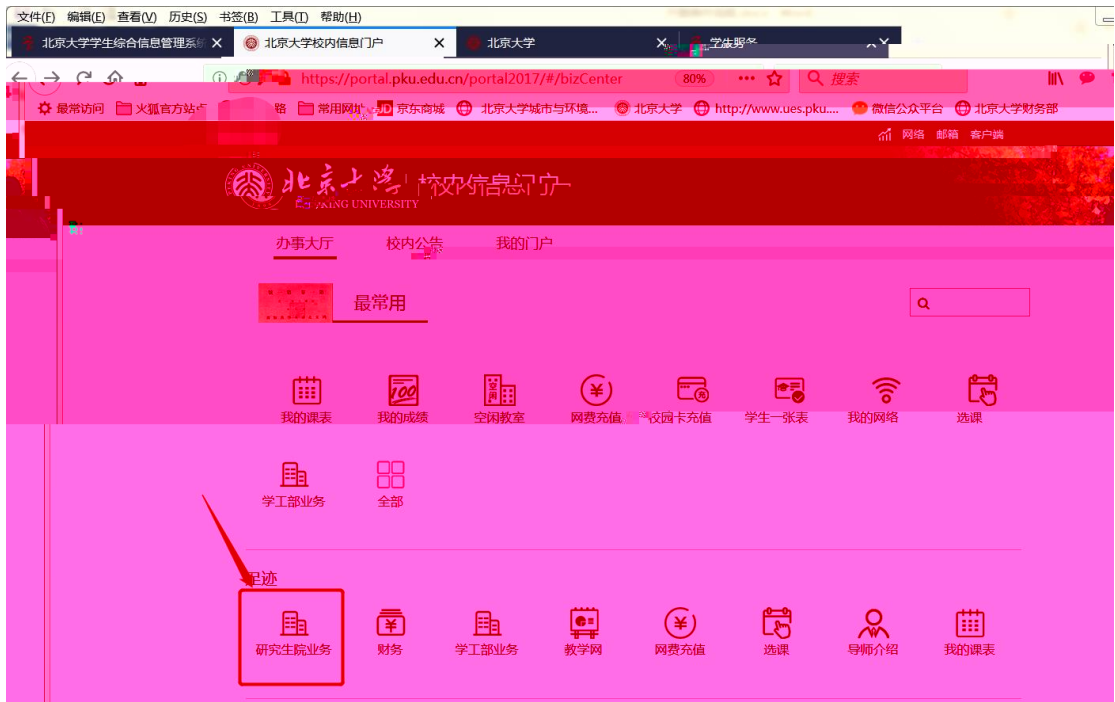 文件(F) 编辑(E) 查看(V) 历史(S) 书签(B) 工具(T) 帮助(H)
北京大学学生综合信息管理系统 北京大学校内信息门户 北京大学
https://portal.pku.edu.cn/portal2017/#/bizCenter 80% 搜索
最常访问 火狐官方站点 常用网址 JD 京东商城 北京大学城市与环境... 北京大学 http://www.ues.pku.... 微信公众平台 北京大学财务部
网络 邮箱 客户端
北京大学 校内信息门户
PEKING UNIVERSITY
办事大厅 校内公告 我的门户
最常用
我的课表 我的成绩 空闲教室 网费充值 校园卡充值 学生一张表 我的网络 选课
学工部业务 全部
足迹
研究生院业务 财务 学工部业务 教学网 网费充值 选课 导师介绍 我的课表